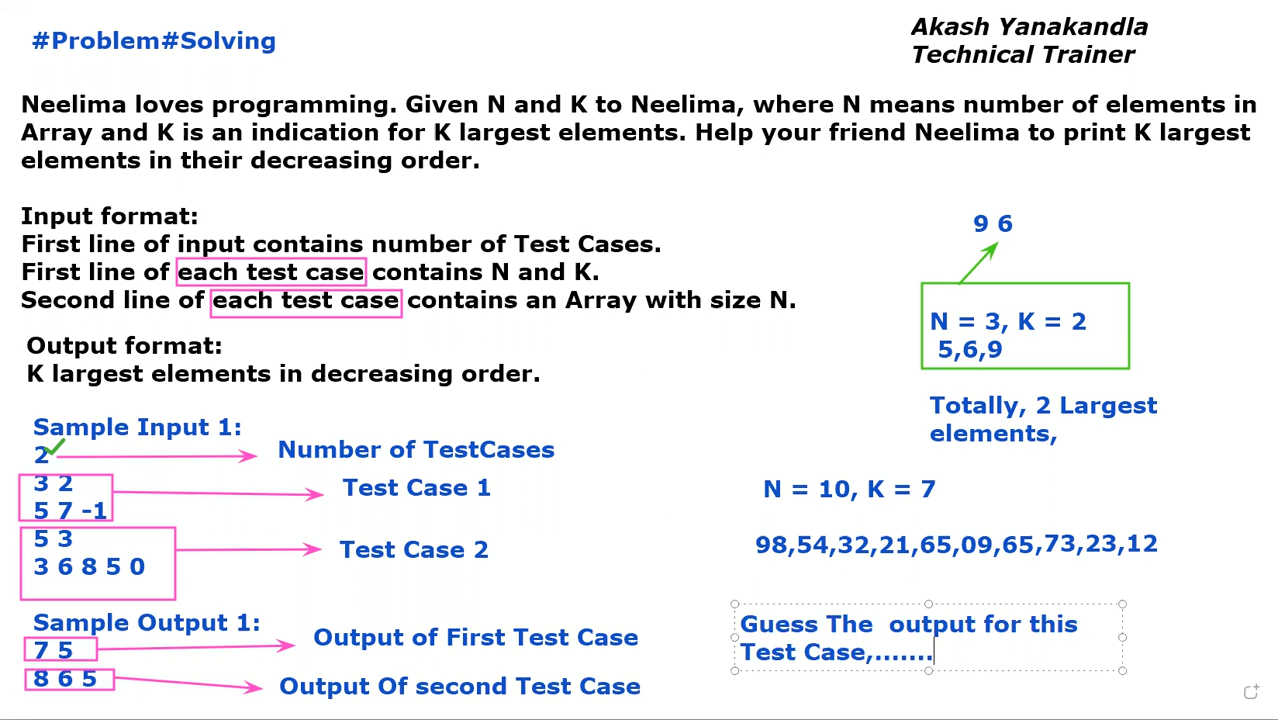 #Problem#Solving
Akash Yanakandla
Technical Trainer
Neelima loves programming. Given N and K to Neelima, where N means number of elements in
Array and K is an indication for K largest elements. Help your friend Neelima to print K largest
elements in their decreasing order.
Input format:
First line of input contains number of Test Cases.
First line of each test case contains N and K.
Second line of each test case contains an Array with size N.
Output format:
K largest elements in decreasing order.
Sample Input 1:
2
Number of TestCases
3 2
5 7 -1
Test Case 1
5 3
3 6 8 5 0
Test Case 2
Sample Output 1:
7 5
Output of First Test Case
8 6 5
Output Of second Test Case
9 6
N = 3, K = 2
5,6,9
Totally, 2 Largest
elements,
N = 10, K = 7
98,54,32,21,65,09,65,73,23,12
Guess The  output for this
Test Case,.......